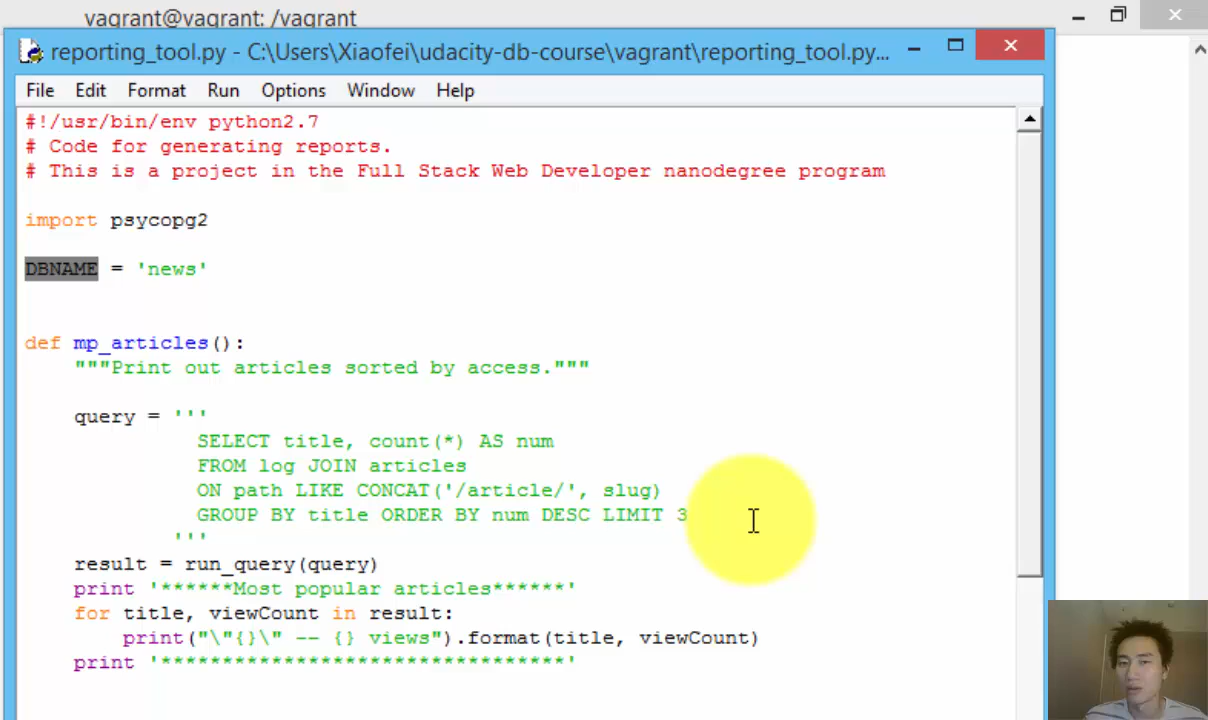 vagrant@vagrant: /vagrant
reporting_tool.py - C:\Users\Xiaofei\udacity-db-course\vagrant\reporting_tool.py...
File Edit Format Run Options Window Help
#!/usr/bin/env python2.7
# Code for generating reports.
# This is a project in the Full Stack Web Developer nanodegree program
import psycopg2
DBNAME = 'news'
def mp_articles():
"""Print out articles sorted by access."""
query = '''
SELECT title, count(*) AS num
FROM log JOIN articles
ON path LIKE CONCAT('/article/', slug)
GROUP BY title ORDER BY num DESC LIMIT 3
'''
result = run_query(query)
print '******Most popular articles******'
for title, viewCount in result:
print("\"{}\" -- {} views").format(title, viewCount)
print '*********************************'